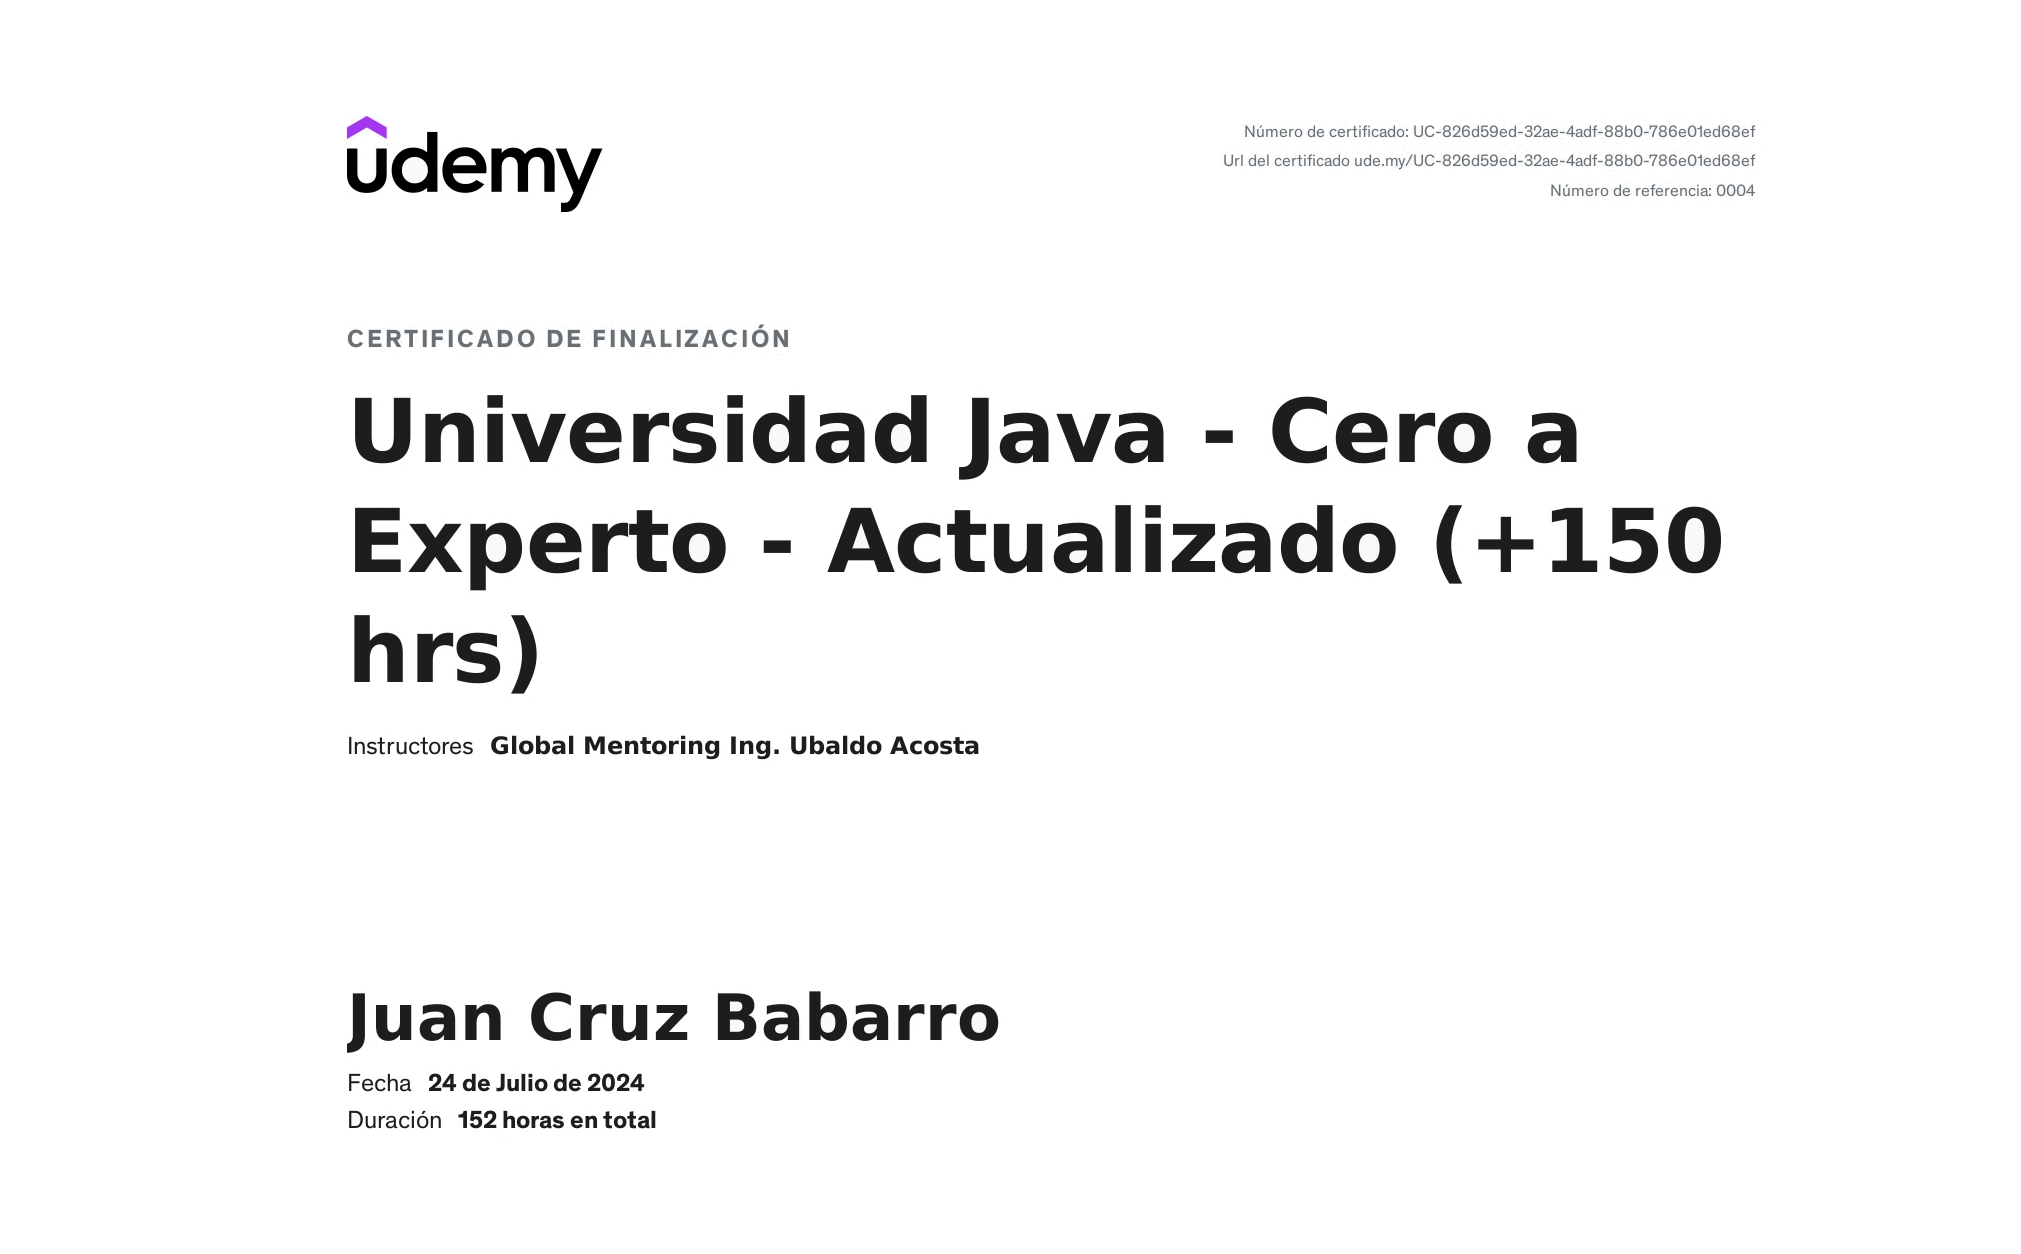 udemy
Número de certificado: UC-826d59ed-32ae-4adf-88b0-786e01ed68ef
Url del certificado ude.my/UC-826d59ed-32ae-4adf-88b0-786e01ed68ef
Número de referencia: 0004
CERTIFICADO DE FINALIZACIÓN
Universidad Java - Cero a
Experto - Actualizado (+150
hrs)
Instructores Global Mentoring Ing. Ubaldo Acosta
Juan Cruz Babarro
Fecha 24 de Julio de 2024
Duración 152 horas en total